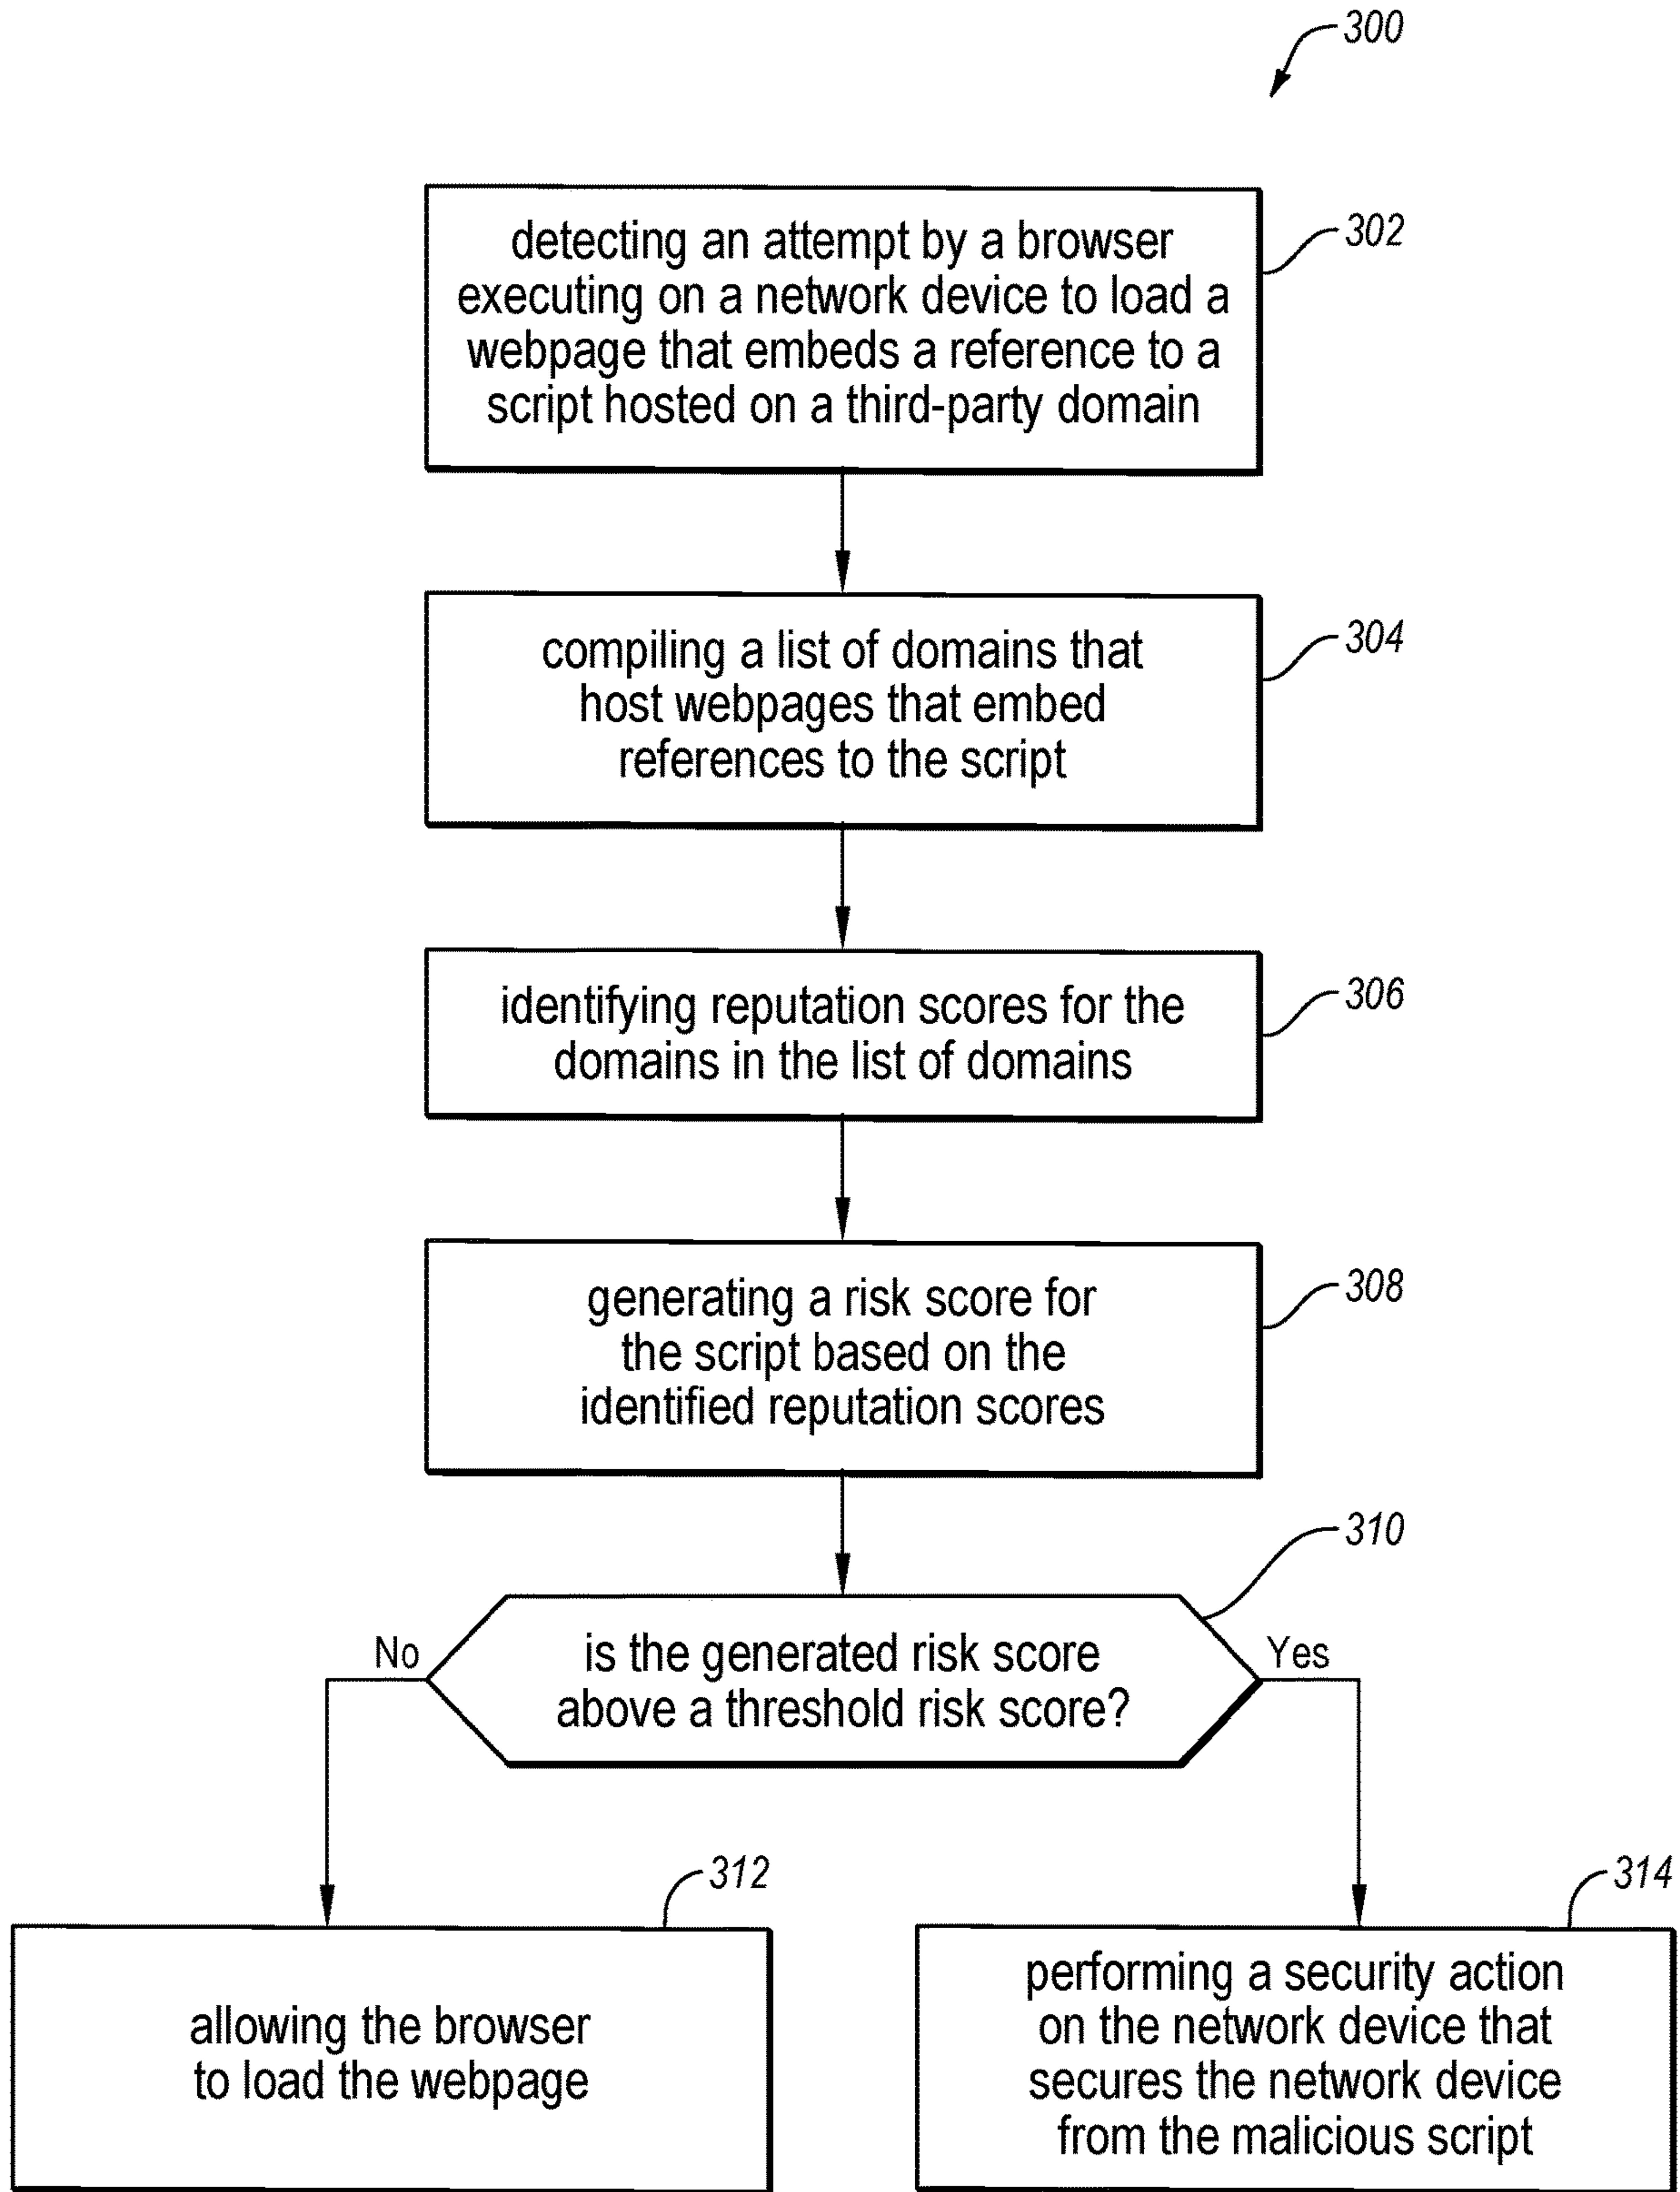 300
detecting an attempt by a browser
executing on a network device to load a
webpage that embeds a reference to a
script hosted on a third-party domain
302
compiling a list of domains that
host webpages that embed
references to the script
304
identifying reputation scores for the
domains in the list of domains
306
generating a risk score for
the script based on the
identified reputation scores
308
310
No
is the generated risk score
above a threshold risk score?
Yes
312
allowing the browser
to load the webpage
314
performing a security action
on the network device that
secures the network device
from the malicious script